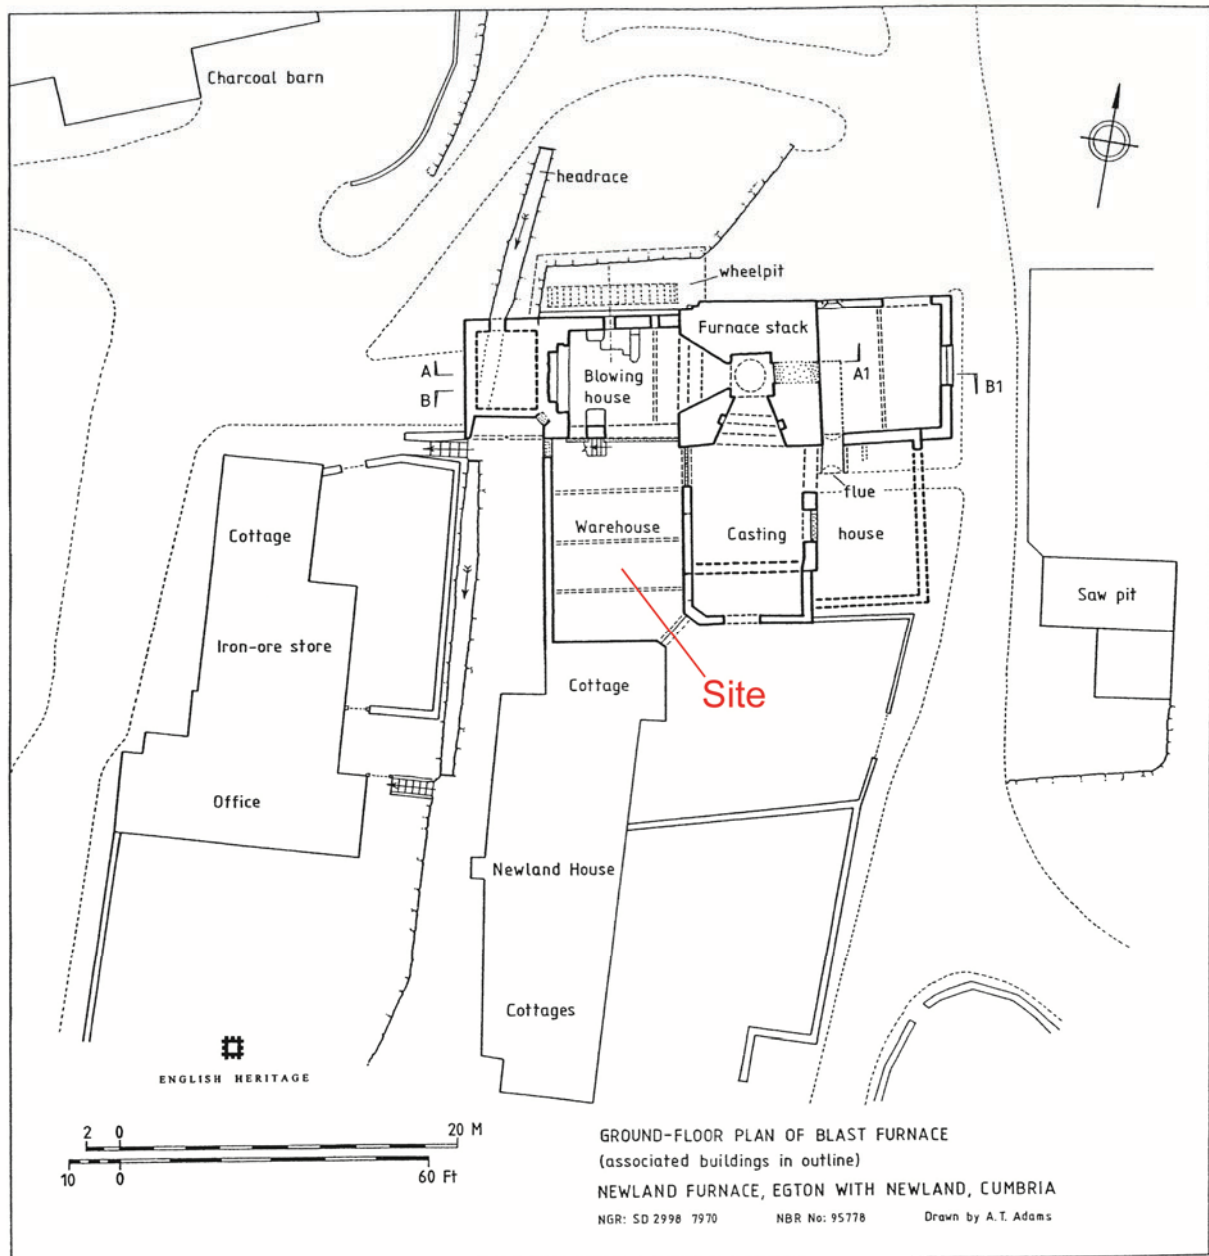 Charcoal barn
headrace
wheelpit
Furnace stack
A
B
Blowing
house
A1
B1
flue
Cottage
Warehouse
Casting
house
Saw pit
Iron-ore store
Cottage
Site
Office
Newland House
Cottages
ENGLISH HERITAGE
2 0 20 M
10 0 60 Ft
GROUND-FLOOR PLAN OF BLAST FURNACE
(associated buildings in outline)
NEWLAND FURNACE, EGTON WITH NEWLAND, CUMBRIA
NGR: SD 2998 7970 NBR No: 95778 Drawn by A.T. Adams